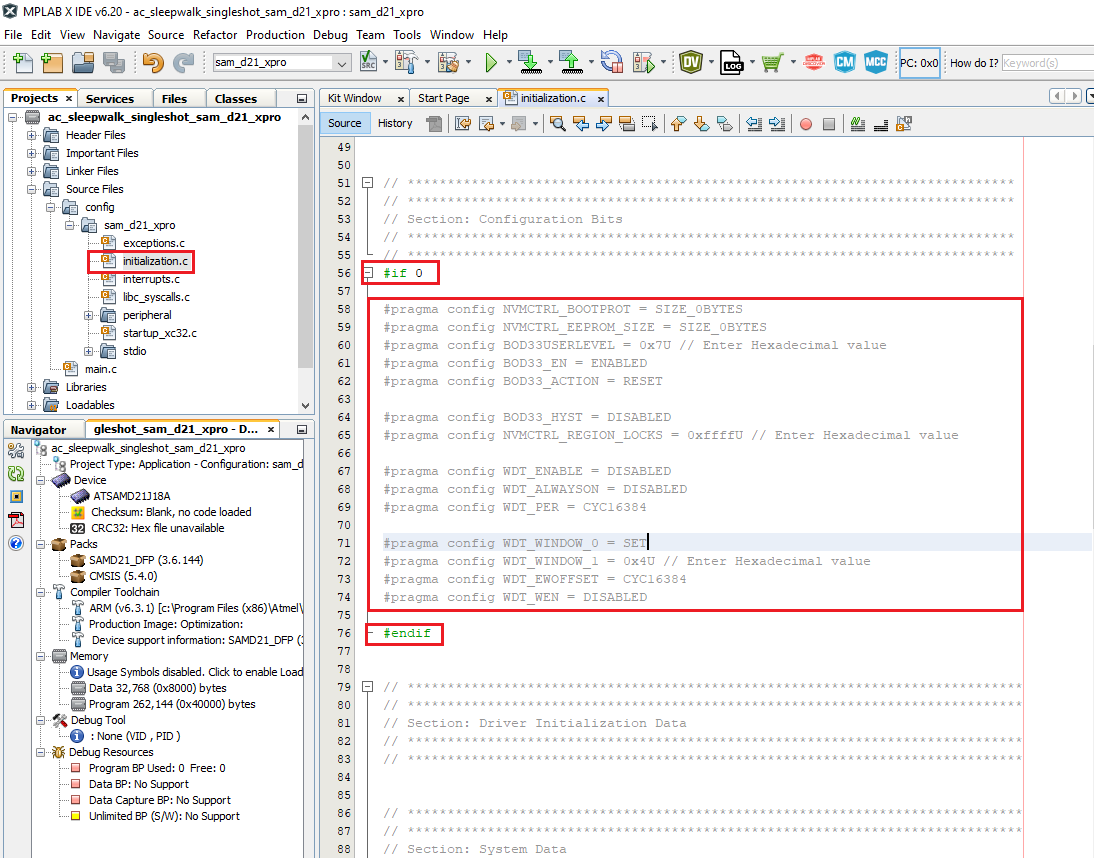 MPLAB X IDE v6.20 - ac_sleepwalk_singleshot_sam_d21_xpro : sam_d21_xpro
File Edit View Navigate Source Refactor Production Debug Team Tools Window Help
sam_d21_xpro
SRC
DV
LOG
CM
MCC
PC: 0x0
How do I?
Keyword(s)
Projects ×
Services
Files
Classes
ac_sleepwalk_singleshot_sam_d21_xpro
Header Files
Important Files
Linker Files
Source Files
config
sam_d21_xpro
exceptions.c
initialization.c
interrupts.c
libc_syscalls.c
peripheral
startup_xc32.c
stdio
main.c
Libraries
Loadables
Navigator
gleshot_sam_d21_xpro - D... ×
ac_sleepwalk_singleshot_sam_d21_xpro
Project Type: Application - Configuration: sam_d
Device
ATSAMD21J18A
Checksum: Blank, no code loaded
32 CRC32: Hex file unavailable
Packs
SAMD21_DFP (3.6.144)
CMSIS (5.4.0)
Compiler Toolchain
ARM (v6.3.1) [c:\Program Files (x86)\Atmel\
Production Image: Optimization:
Device support information: SAMD21_DFP (3
Memory
Usage Symbols disabled. Click to enable Load
Data 32,768 (0x8000) bytes
Program 262,144 (0x40000) bytes
Debug Tool
: None (VID , PID )
Debug Resources
Program BP Used: 0 Free: 0
Data BP: No Support
Data Capture BP: No Support
Unlimited BP (S/W): No Support
Kit Window ×
Start Page ×
initialization.c ×
Source
History
49
50
51 // ****************************************************************************
52 // ****************************************************************************
53 // Section: Configuration Bits
54 // ****************************************************************************
55 // ****************************************************************************
56 #if 0
57
58 #pragma config NVMCTRL_BOOTPROT = SIZE_0BYTES
59 #pragma config NVMCTRL_EEPROM_SIZE = SIZE_0BYTES
60 #pragma config BOD33USERLEVEL = 0x7U // Enter Hexadecimal value
61 #pragma config BOD33_EN = ENABLED
62 #pragma config BOD33_ACTION = RESET
63
64 #pragma config BOD33_HYST = DISABLED
65 #pragma config NVMCTRL_REGION_LOCKS = 0xffffU // Enter Hexadecimal value
66
67 #pragma config WDT_ENABLE = DISABLED
68 #pragma config WDT_ALWAYSON = DISABLED
69 #pragma config WDT_PER = CYC16384
70
71 #pragma config WDT_WINDOW_0 = SET
72 #pragma config WDT_WINDOW_1 = 0x4U // Enter Hexadecimal value
73 #pragma config WDT_EWOFFSET = CYC16384
74 #pragma config WDT_WEN = DISABLED
75
76 #endif
77
78
79 // *****************************************************************************
80 // *****************************************************************************
81 // Section: Driver Initialization Data
82 // *****************************************************************************
83 // *****************************************************************************
84
85
86 // *****************************************************************************
87 // *****************************************************************************
88 // Section: System Data